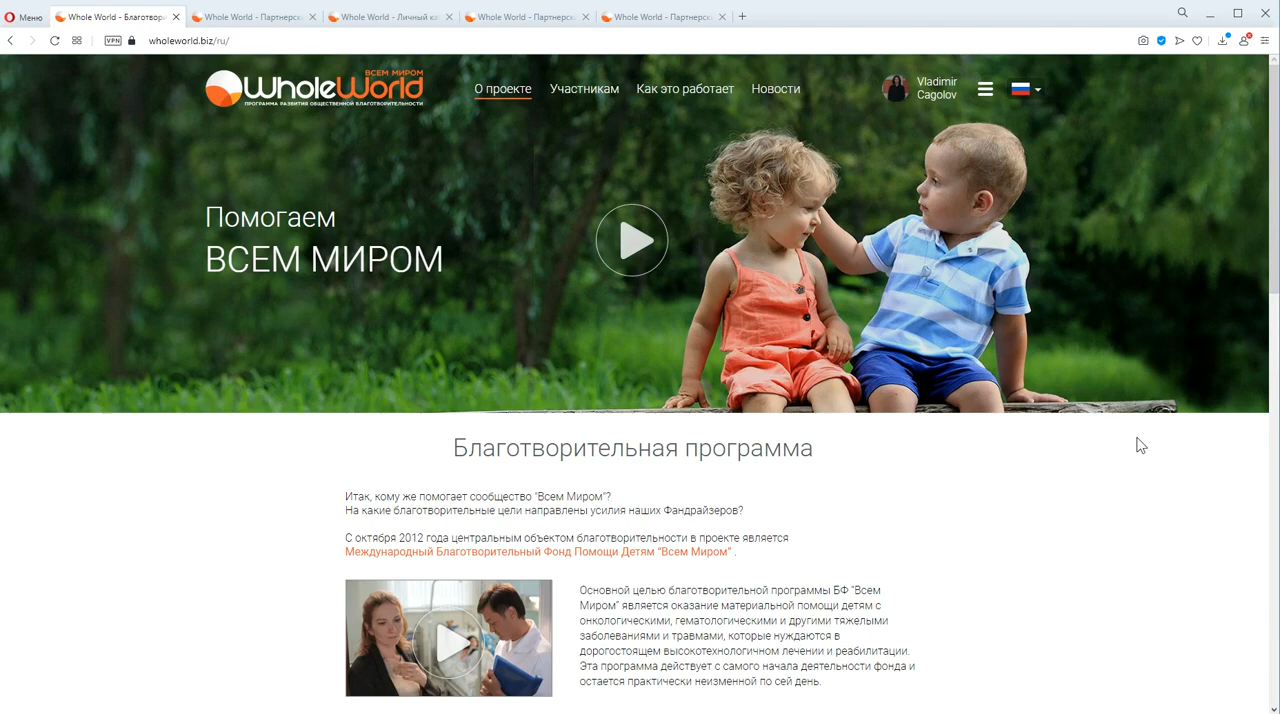 Меню
Whole World - Благотвори
Whole World - Партнерска
Whole World - Личный ка
Whole World - Партнерск
Whole World - Партнерск
VPN
wholeworld.biz/ru/
ВСЕМ МИРОМ
WholeWorld
ПРОГРАММА РАЗВИТИЯ ОБЩЕСТВЕННОЙ БЛАГОТВОРИТЕЛЬНОСТИ
О проекте
Участникам
Как это работает
Новости
Vladimir
Cagolov
Помогаем
ВСЕМ МИРОМ
Благотворительная программа
Итак, кому же помогает сообщество "Всем Миром"?
На какие благотворительные цели направлены усилия наших Фандрайзеров?
С октября 2012 года центральным объектом благотворительности в проекте является
Международный Благотворительный Фонд Помощи Детям "Всем Миром" .
Основной целью благотворительной программы БФ "Всем
Миром" является оказание материальной помощи детям с
онкологическими, гематологическими и другими тяжелыми
заболеваниями и травмами, которые нуждаются в
дорогостоящем высокотехнологичном лечении и реабилитации.
Эта программа действует с самого начала деятельности фонда и
остается практически неизменной по сей день.